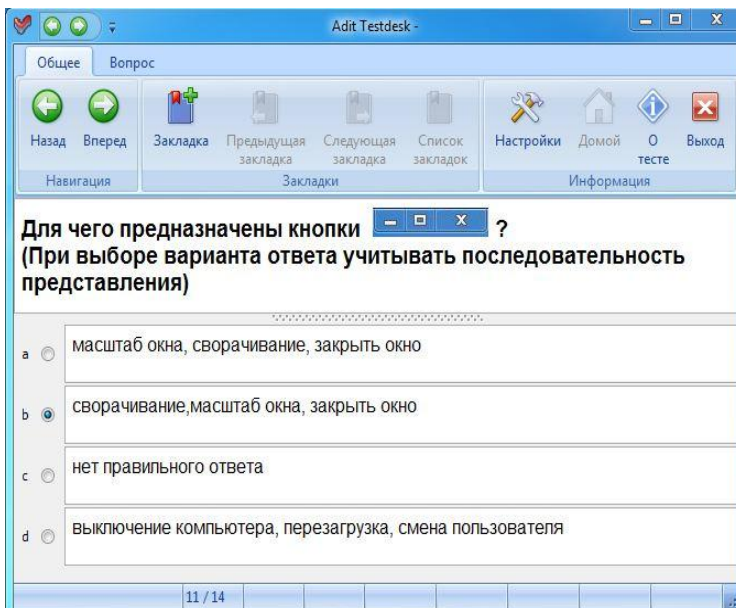 Adit Testdesk -
Общее Вопрос
Назад Вперед Закладка Предыдущая закладка Следующая закладка Список закладок Настройки Домой О тесте Выход
Навигация Закладки Информация
Для чего предназначены кнопки ?
(При выборе варианта ответа учитывать последовательность
представления)
a масштаб окна, сворачивание, закрыть окно
b сворачивание,масштаб окна, закрыть окно
c нет правильного ответа
d выключение компьютера, перезагрузка, смена пользователя
11 / 14